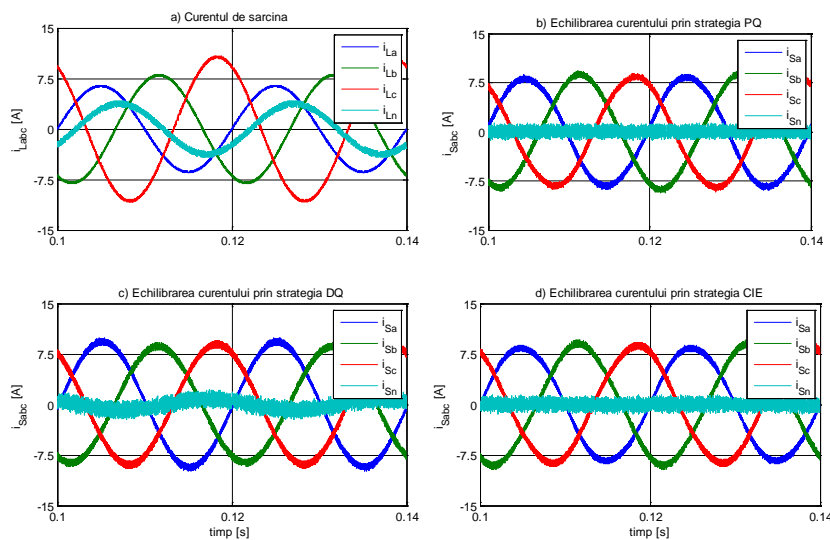 a) Curentul de sarcina
15
7.5
0
-7.5
-15
i_Labc [A]
0.1
0.12
0.14
i_La
i_Lb
i_Lc
i_Ln
b) Echilibrarea curentului prin strategia PQ
15
7.5
0
-7.5
-15
i_Sabc [A]
0.1
0.12
0.14
i_Sa
i_Sb
i_Sc
i_Sn
c) Echilibrarea curentului prin strategia DQ
15
7.5
0
-7.5
-15
i_Sabc [A]
0.1
0.12
0.14
timp [s]
i_Sa
i_Sb
i_Sc
i_Sn
d) Echilibrarea curentului prin strategia CIE
15
7.5
0
-7.5
-15
i_Sabc [A]
0.1
0.12
0.14
timp [s]
i_Sa
i_Sb
i_Sc
i_Sn